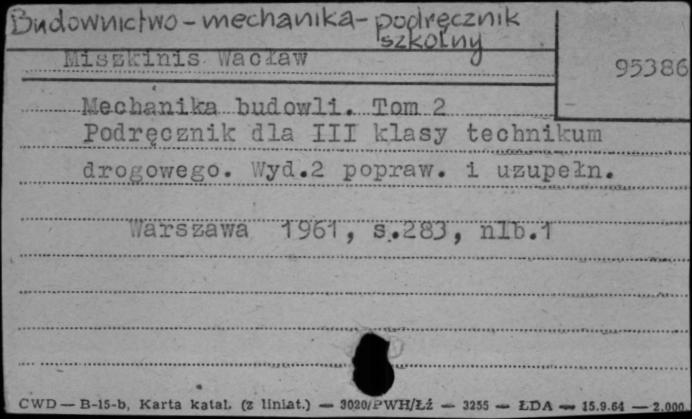 Budownictwo - mechanika - podręcznik
szkolny
Miszkinis Wacław
95386
Mechanika budowli. Tom 2
Podręcznik dla III klasy technikum
drogowego. Wyd.2 popraw. i uzupełn.
Warszawa 1961, s.283, nlb.1
CWD — B-15-b, Karta katal. (z liniat.) — 3020/PWH/Łż — 3255 — ŁDA — 15.9.61 — 2.000